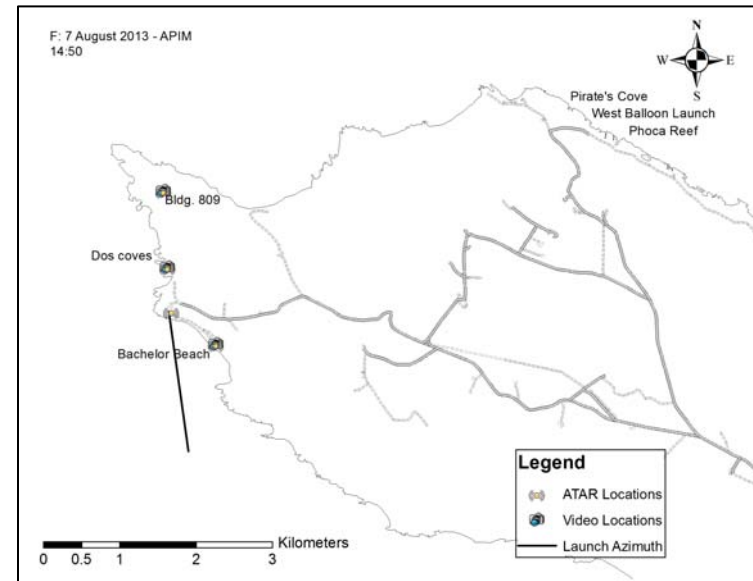 F: 7 August 2013 - APIM
14:50
N
W E
S
Pirate's Cove
West Balloon Launch
Phoca Reef
Bldg. 809
Dos coves
Bachelor Beach
Legend
ATAR Locations
Video Locations
Launch Azimuth
Kilometers
0 0.5 1 2 3